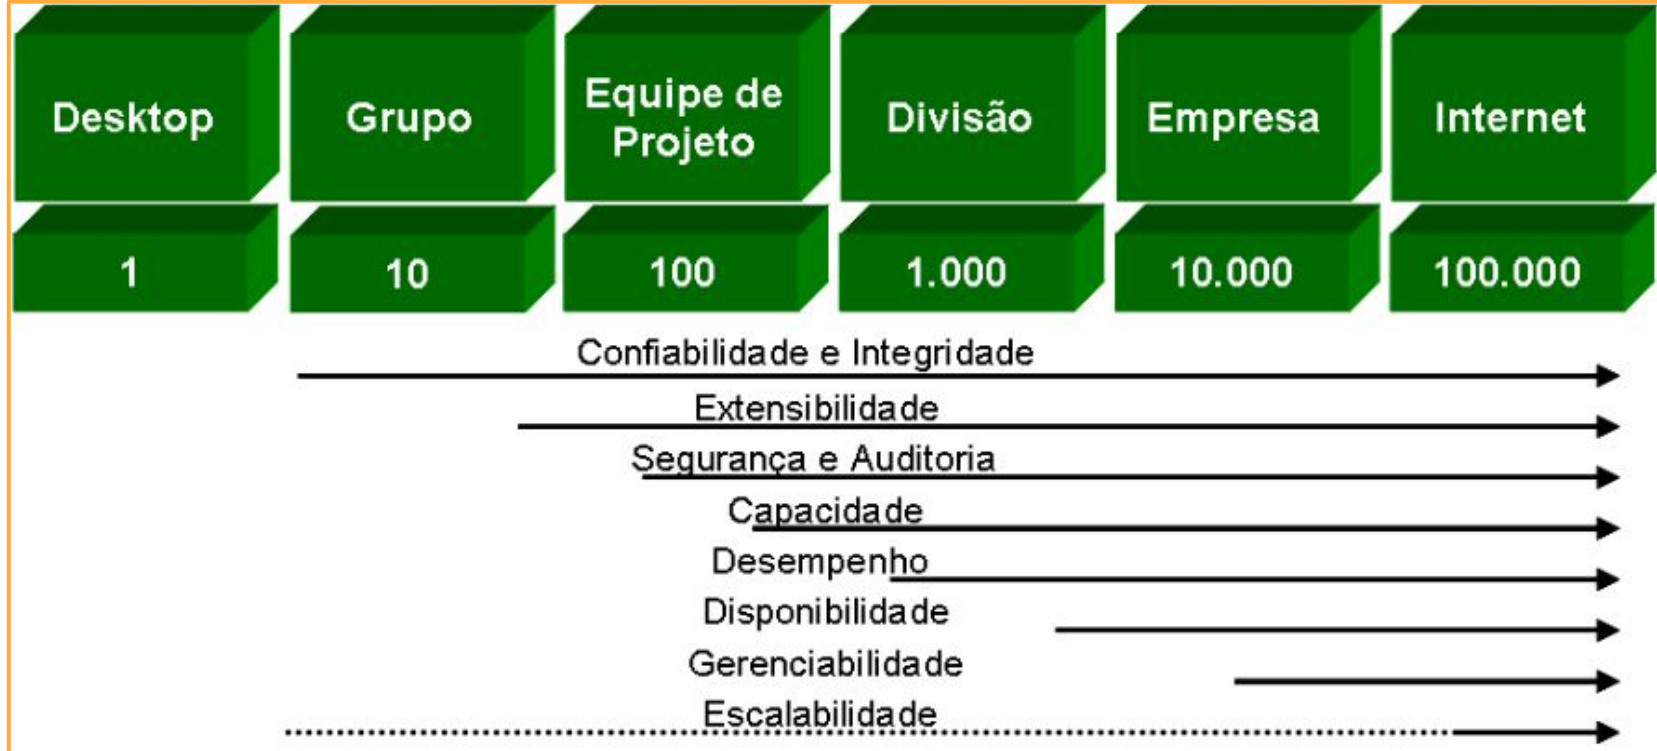 Desktop
Grupo
Equipe de
Projeto
Divisão
Empresa
Internet
1
10
100
1.000
10.000
100.000
Confiabilidade e Integridade
Extensibilidade
Segurança e Auditoria
Capacidade
Desempenho
Disponibilidade
Gerenciabilidade
Escalabilidade